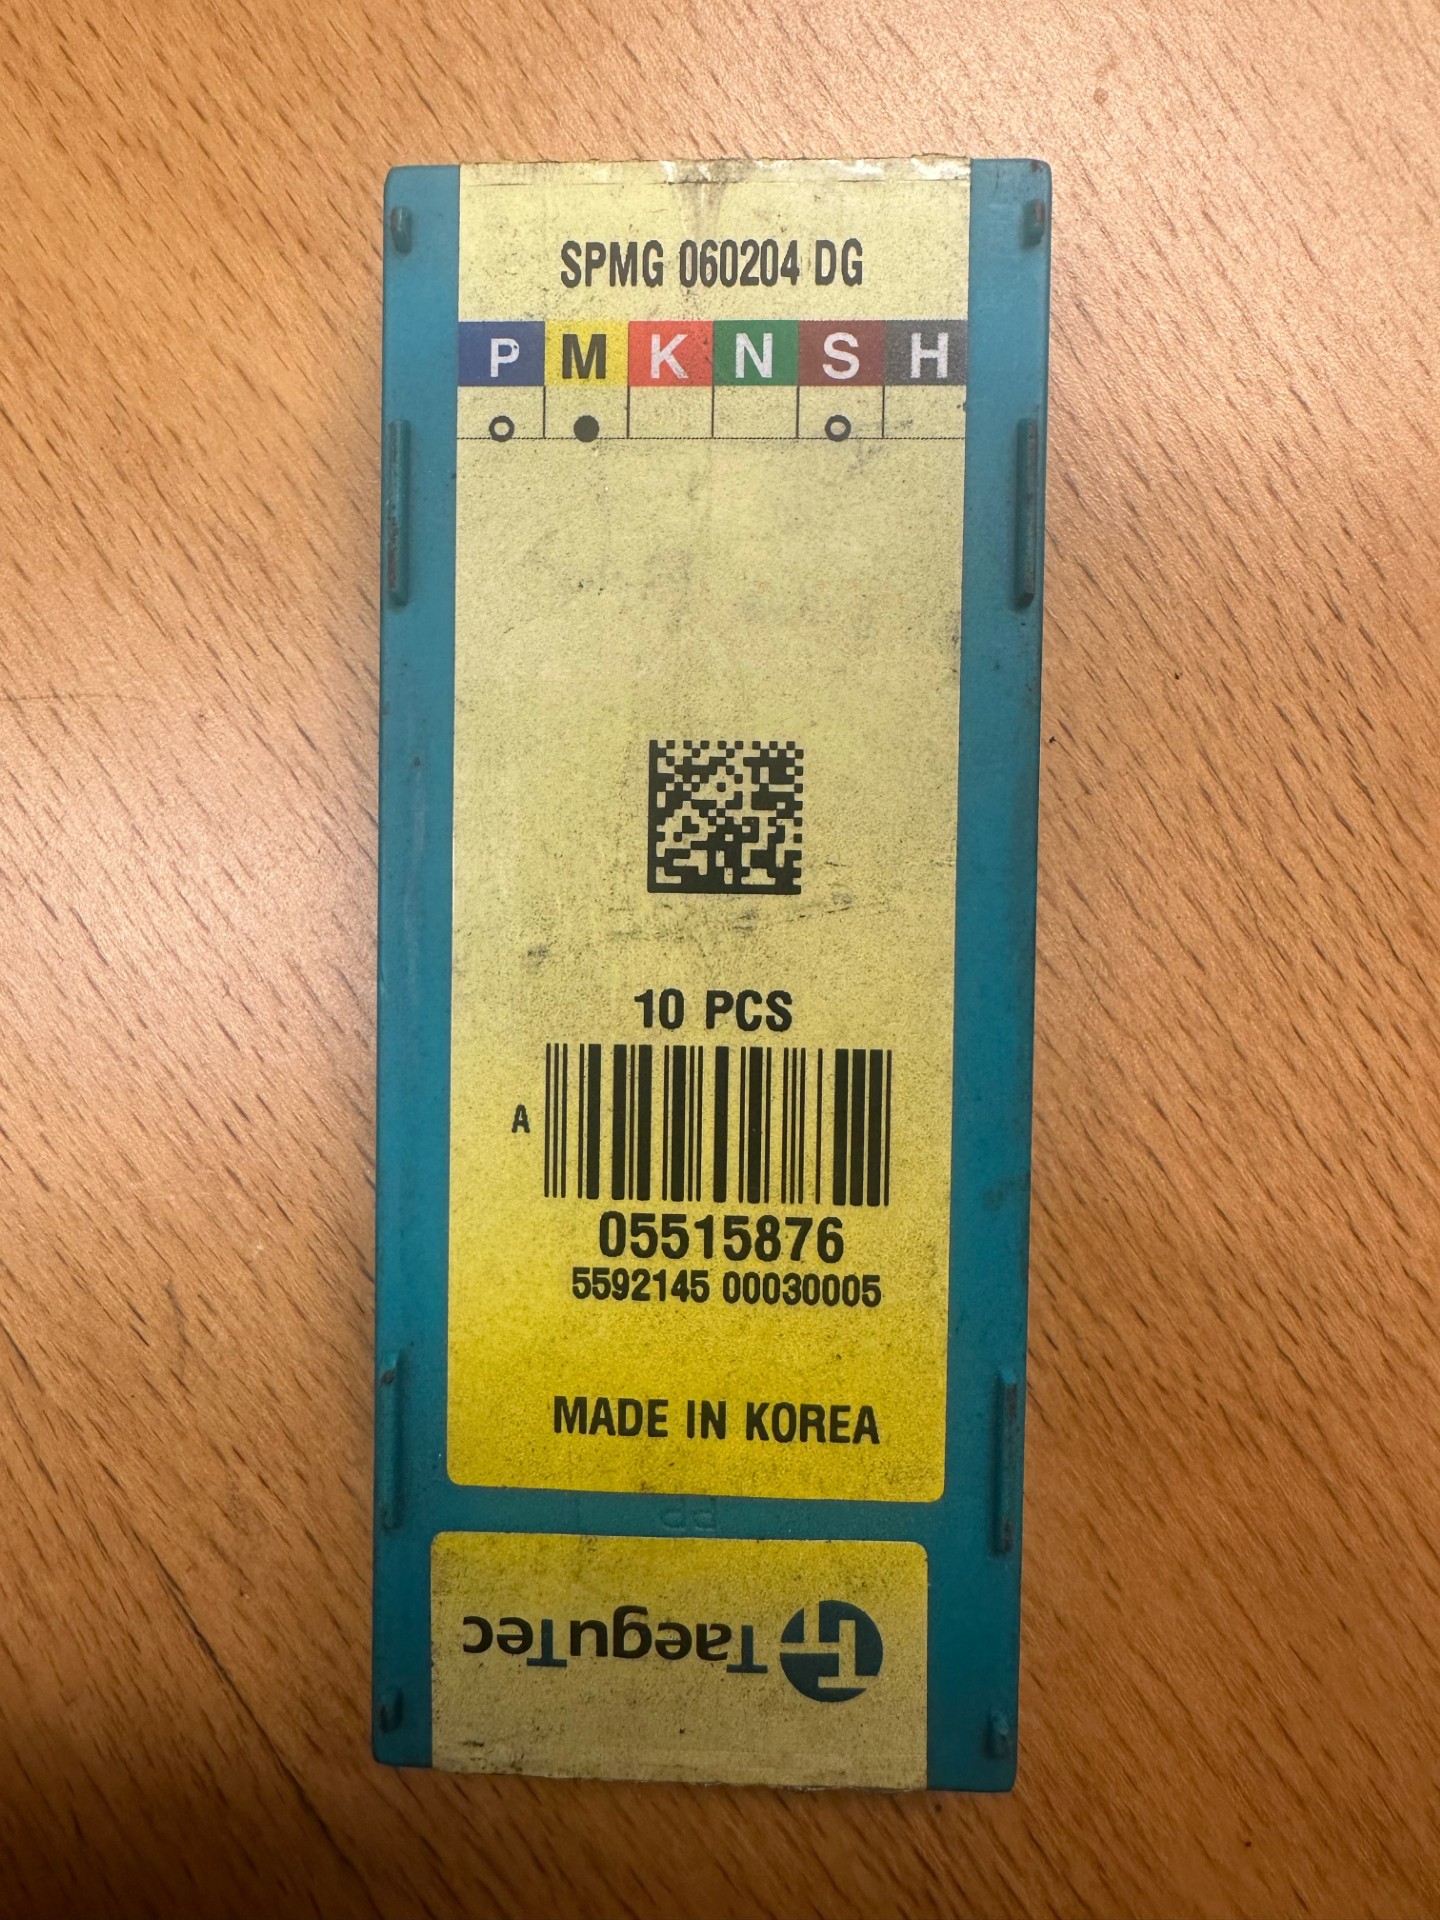 SPMG 060204 DG
P M K N S H
10 PCS
A
05515876
5592145 00030005
MADE IN KOREA
TaeguTec